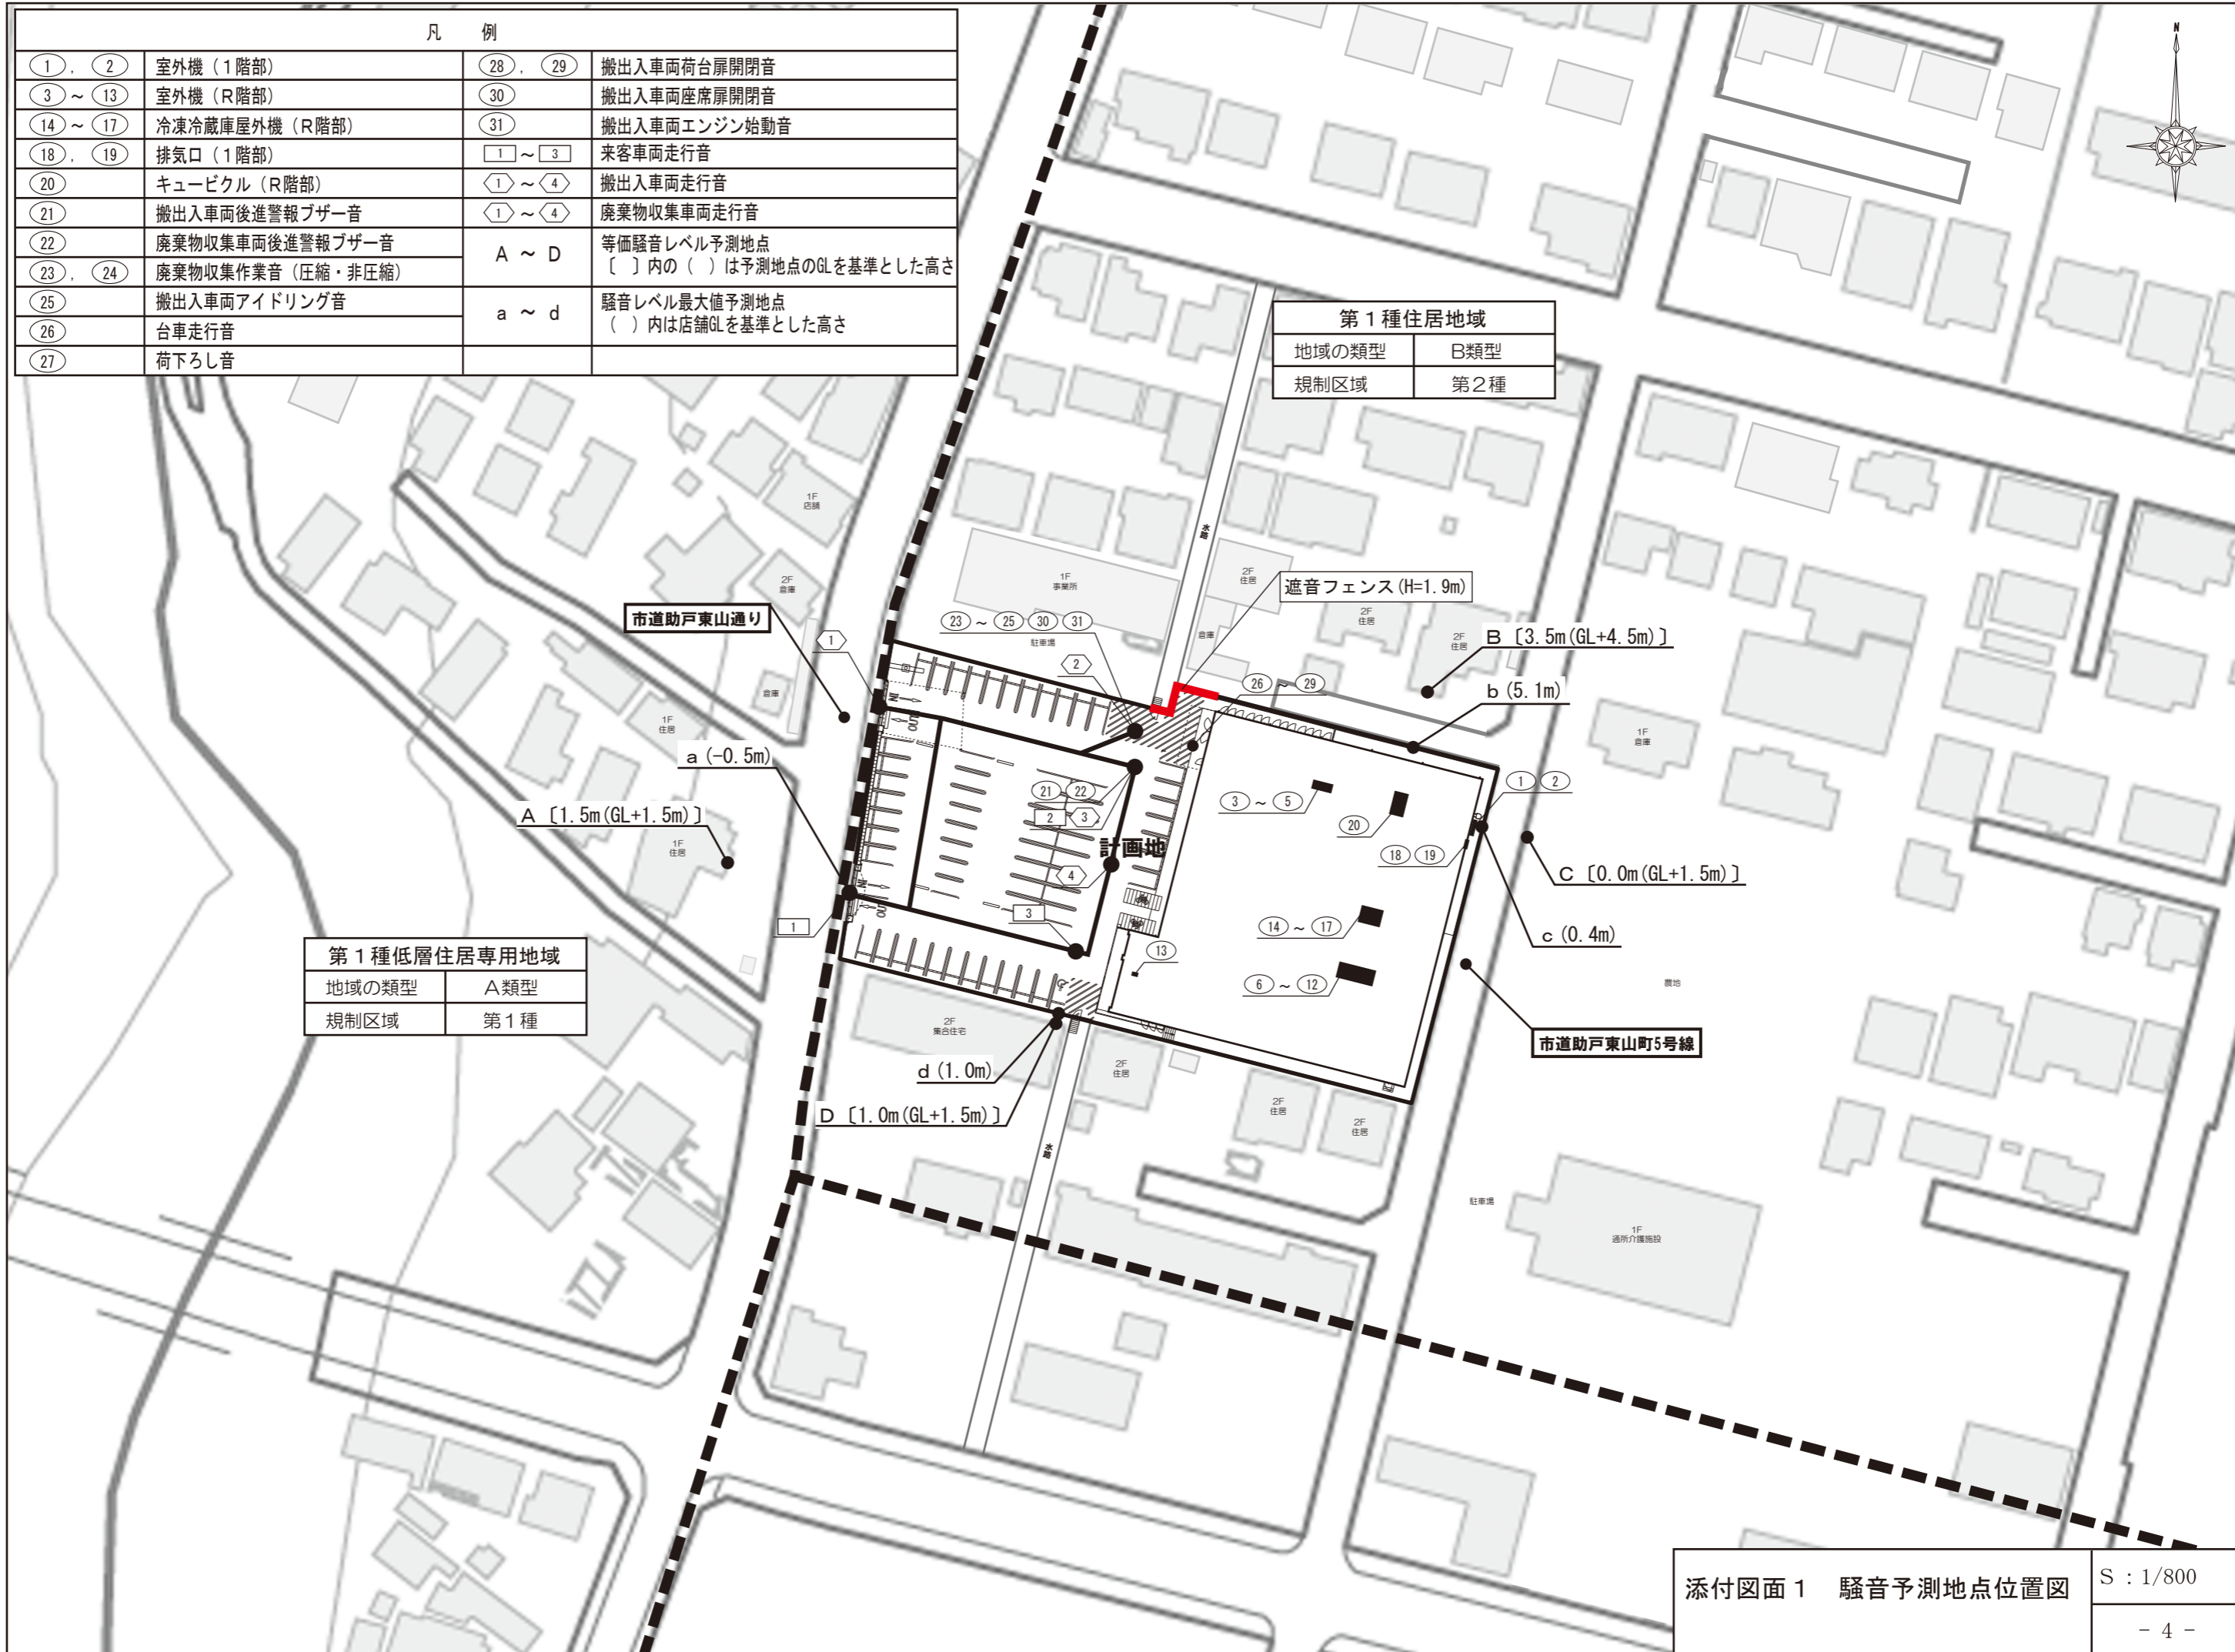 凡 例
①, ② 室外機（1階部） ㉘, ㉙ 搬出入車両荷台扉開閉音
③ ～ ⑬ 室外機（R階部） ㉚ 搬出入車両座席扉開閉音
⑭ ～ ⑰ 冷凍冷蔵庫屋外機（R階部） ㉛ 搬出入車両エンジン始動音
⑱, ⑲ 排気口（1階部） 1 ～ 3 来客車両走行音
⑳ キュービクル（R階部） 1 ～ 4 搬出入車両走行音
㉑ 搬出入車両後進警報ブザー音 1 ～ 4 廃棄物収集車両走行音
㉒ 廃棄物収集車両後進警報ブザー音 A ～ D 等価騒音レベル予測地点
㉓, ㉔ 廃棄物収集作業音（圧縮・非圧縮） 〔 〕内の（ ）は予測地点のGLを基準とした高さ
㉕ 搬出入車両アイドリング音 a ～ d 騒音レベル最大値予測地点
㉖ 台車走行音 （ ）内は店舗GLを基準とした高さ
㉗ 荷下ろし音
N
第1種住居地域
地域の類型 B類型
規制区域 第2種
1F
店舗
水路
2F
倉庫
1F
事業所
2F
住居
遮音フェンス(H=1.9m)
市道助戸東山通り
㉓ ～ ㉕ ㉚ ㉛
駐車場
倉庫
2F
住居
2F
住居
B 〔3.5m(GL+4.5m)〕
1
2
㉖ ～ ㉙
b (5.1m)
倉庫
1F
住居
IN
OUT
回
1F
倉庫
a (-0.5m)
㉑ ㉒
2 3
③ ～ ⑤
⑳
① ②
A 〔1.5m(GL+1.5m)〕
1F
住居
計画地
⑱ ⑲
C 〔0.0m(GL+1.5m)〕
4
IN
OUT
1
3
⑭ ～ ⑰
c (0.4m)
⑬
⑥ ～ ⑫
第1種低層住居専用地域
地域の類型 A類型
規制区域 第1種
農地
2F
集合住宅
市道助戸東山町5号線
d (1.0m)
2F
住居
D 〔1.0m(GL+1.5m)〕
2F
住居
2F
住居
水路
駐車場
1F
通所介護施設
添付図面1 騒音予測地点位置図
S : 1/800
- 4 -